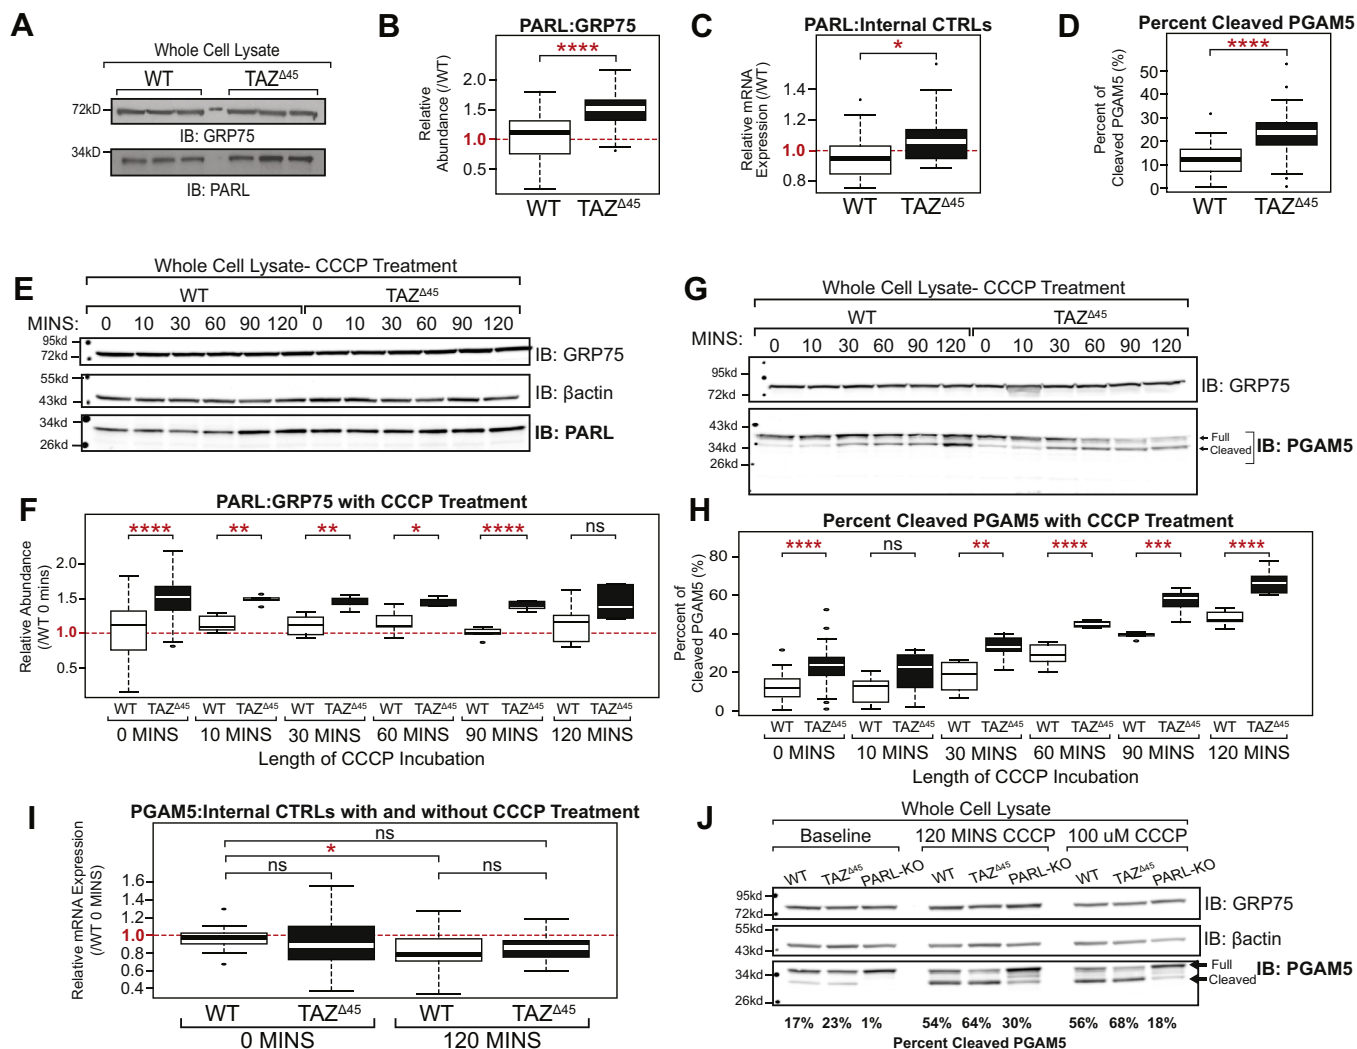 A
Whole Cell Lysate
WT TAZΔ45
72kD
IB: GRP75
34kD
IB: PARL
B
PARL:GRP75
****
Relative
Abundance (/WT)
2.0
1.5
1.0
0.5
WT TAZΔ45
C
PARL:Internal CTRLs
*
Relative mRNA
Expression (/WT)
1.4
1.2
1.0
0.8
WT TAZΔ45
D
Percent Cleaved PGAM5
****
Percent of
Cleaved PGAM5 (%)
50
40
30
20
10
0
WT TAZΔ45
E
Whole Cell Lysate- CCCP Treatment
WT TAZΔ45
MINS: 0 10 30 60 90 120 0 10 30 60 90 120
95kd
72kd
IB: GRP75
55kd
43kd
IB: βactin
34kd
26kd
IB: PARL
G
Whole Cell Lysate- CCCP Treatment
WT TAZΔ45
MINS: 0 10 30 60 90 120 0 10 30 60 90 120
95kd
72kd
IB: GRP75
43kd
34kd
26kd
Full
Cleaved
IB: PGAM5
F
PARL:GRP75 with CCCP Treatment
**** ** ** * **** ns
Relative Abundance
(/WT 0 mins)
2.0
1.5
1.0
0.5
WT TAZΔ45 WT TAZΔ45 WT TAZΔ45 WT TAZΔ45 WT TAZΔ45 WT TAZΔ45
0 MINS 10 MINS 30 MINS 60 MINS 90 MINS 120 MINS
Length of CCCP Incubation
H
Percent Cleaved PGAM5 with CCCP Treatment
**** ns ** **** *** ****
Perccent of
Cleaved PGAM5 (%)
80
60
40
20
0
WT TAZΔ45 WT TAZΔ45 WT TAZΔ45 WT TAZΔ45 WT TAZΔ45 WT TAZΔ45
0 MINS 10 MINS 30 MINS 60 MINS 90 MINS 120 MINS
Length of CCCP Incubation
I
PGAM5:Internal CTRLs with and without CCCP Treatment
ns
*
ns ns
Relative mRNA Expression
(/WT 0 MINS)
1.6
1.4
1.2
1.0
0.8
0.6
0.4
WT TAZΔ45 WT TAZΔ45
0 MINS 120 MINS
J
Whole Cell Lysate
Baseline 120 MINS CCCP 100 uM CCCP
WT TAZΔ45 PARL-KO WT TAZΔ45 PARL-KO WT TAZΔ45 PARL-KO
95kd
72kd
IB: GRP75
55kd
43kd
IB: βactin
34kd
26kd
Full
Cleaved
IB: PGAM5
17% 23% 1% 54% 64% 30% 56% 68% 18%
Percent Cleaved PGAM5